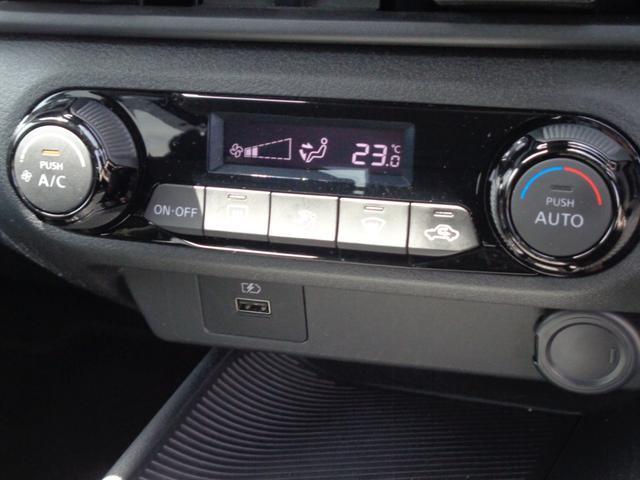 PUSH
A/C
23.0
°C
PUSH
AUTO
ON·OFF